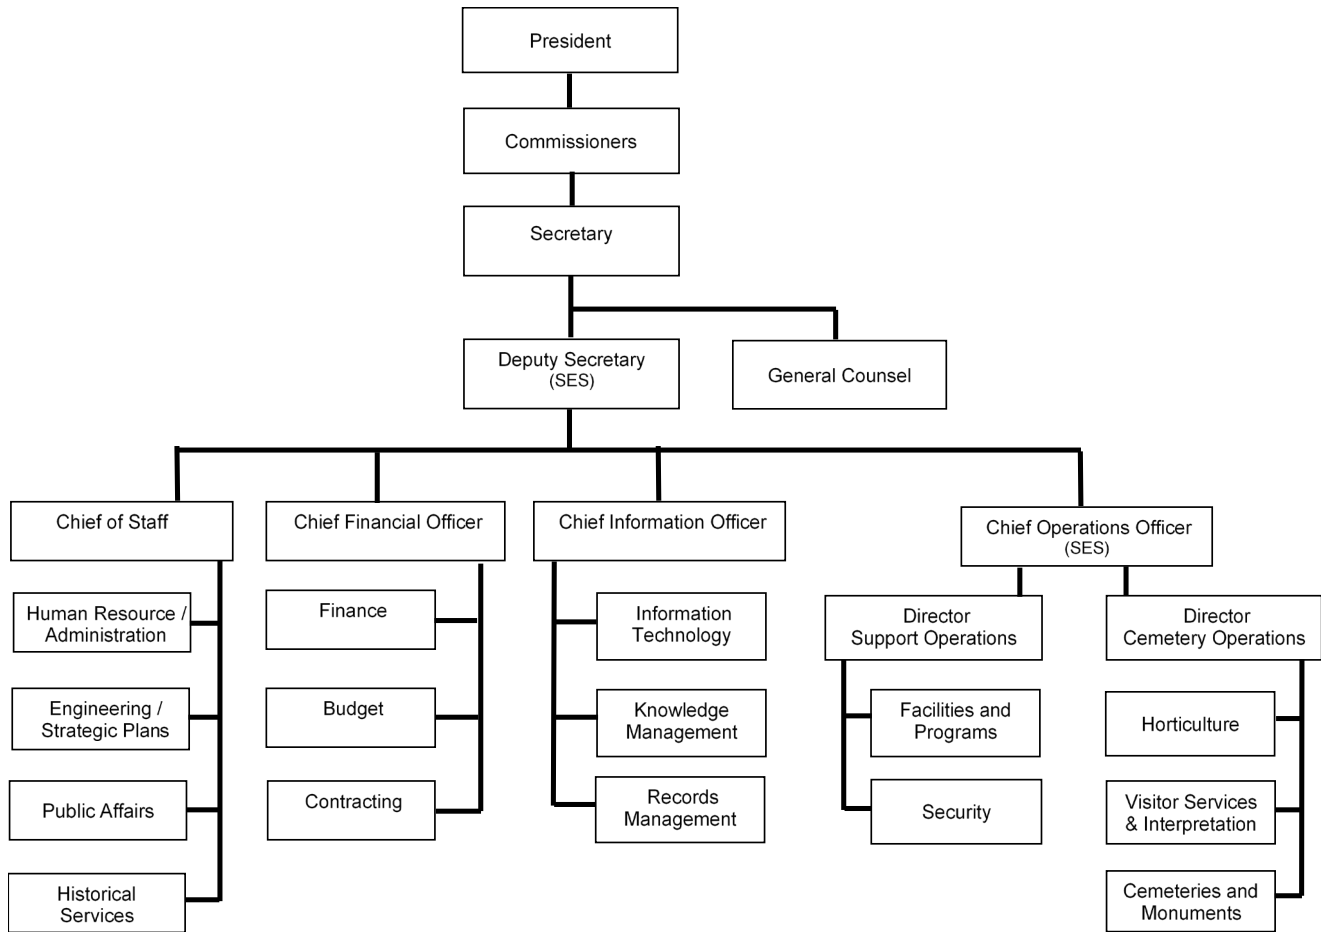 President
Commissioners
Secretary
Deputy Secretary
(SES)
General Counsel
Chief of Staff
Chief Financial Officer
Chief Information Officer
Chief Operations Officer
(SES)
Human Resource /
Administration
Engineering /
Strategic Plans
Public Affairs
Historical
Services
Finance
Budget
Contracting
Information
Technology
Knowledge
Management
Records
Management
Director
Support Operations
Facilities and
Programs
Security
Director
Cemetery Operations
Horticulture
Visitor Services
& Interpretation
Cemeteries and
Monuments